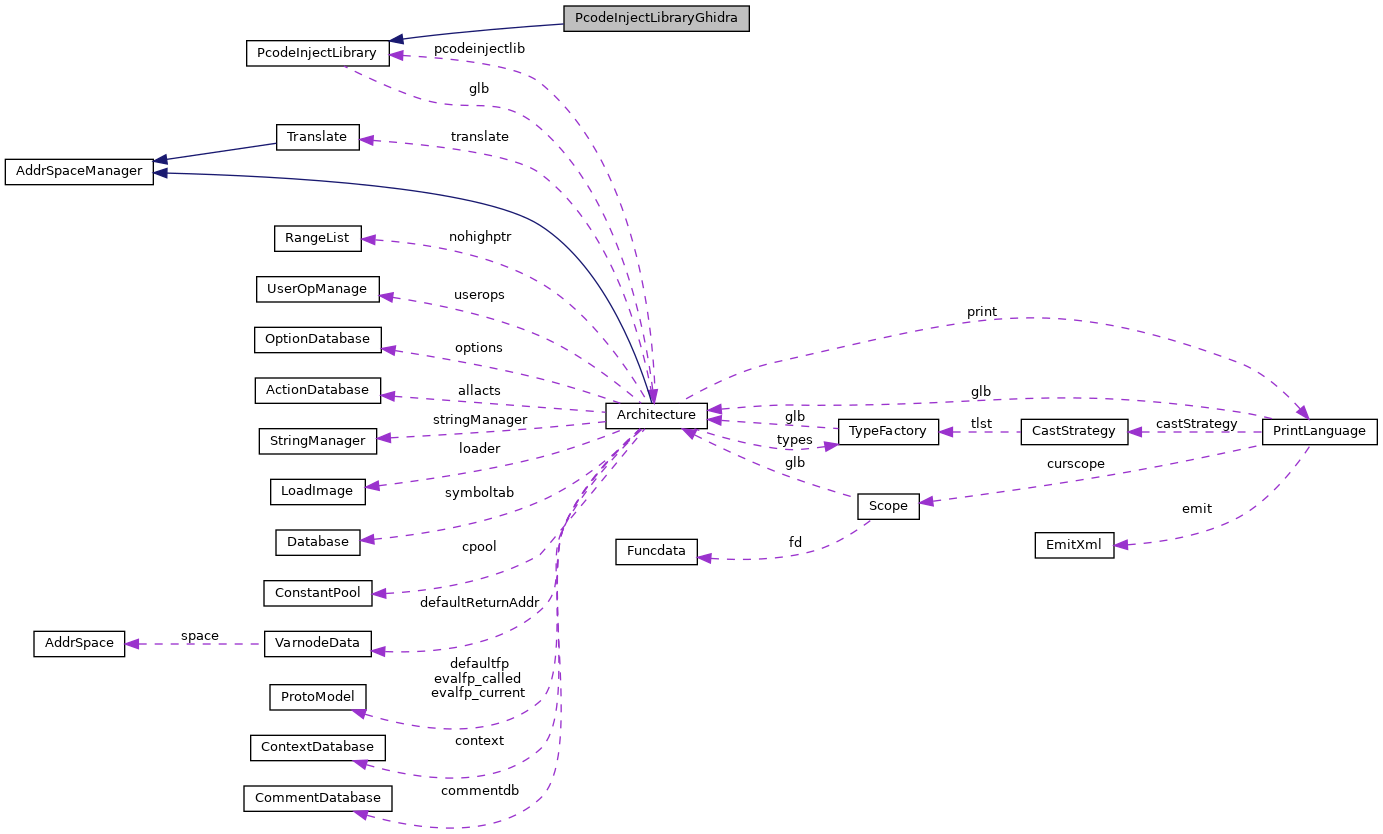 PcodeInjectLibraryGhidra
PcodeInjectLibrary
pcodeinjectlib
glb
Translate
translate
AddrSpaceManager
RangeList
nohighptr
UserOpManage
userops
print
OptionDatabase
options
ActionDatabase
allacts
glb
Architecture
glb
StringManager
stringManager
TypeFactory
tlst
CastStrategy
castStrategy
PrintLanguage
types
loader
glb
curscope
LoadImage
symboltab
Scope
emit
Database
cpool
Funcdata
fd
EmitXml
ConstantPool
defaultReturnAddr
AddrSpace
space
VarnodeData
defaultfp
evalfp_called
evalfp_current
ProtoModel
ContextDatabase
context
CommentDatabase
commentdb